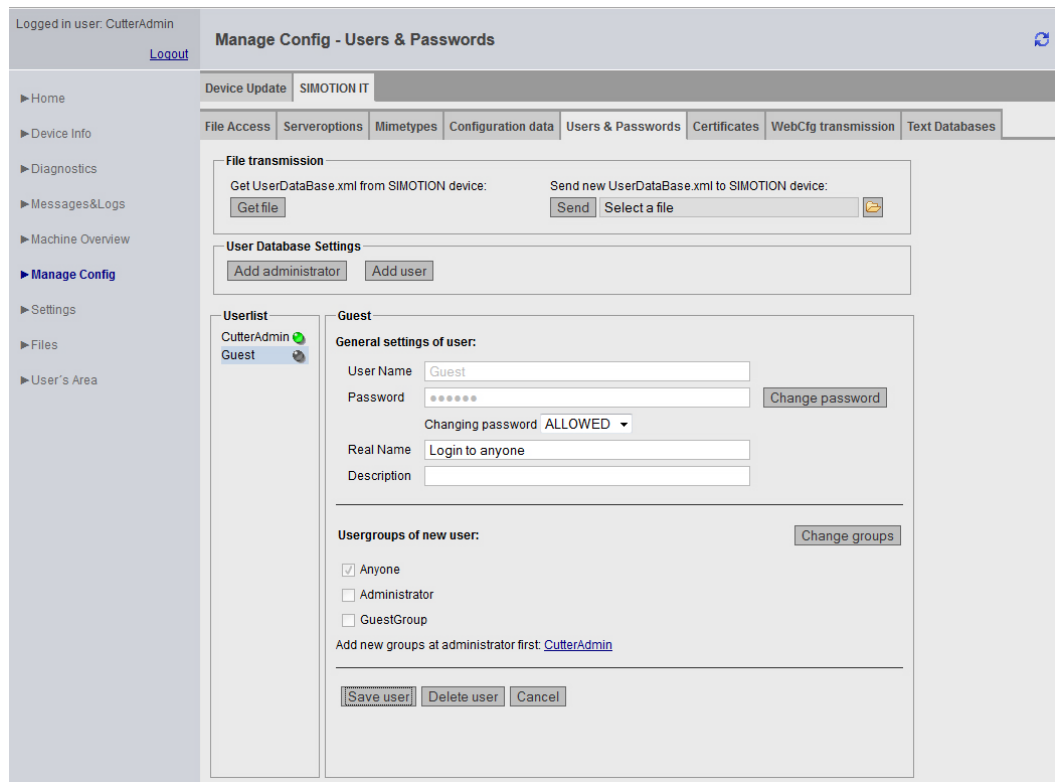 Logged in user: CutterAdmin
Logout
Manage Config - Users & Passwords
Device Update SIMOTION IT
►Home
►Device Info
►Diagnostics
►Messages&Logs
►Machine Overview
►Manage Config
►Settings
►Files
►User's Area
File Access Serveroptions Mimetypes Configuration data Users & Passwords Certificates WebCfg transmission Text Databases
File transmission
Get UserDataBase.xml from SIMOTION device: Send new UserDataBase.xml to SIMOTION device:
Get file Send Select a file
User Database Settings
Add administrator Add user
Userlist
CutterAdmin
Guest
Guest
General settings of user:
User Name Guest
Password •••••• Change password
Changing password ALLOWED
Real Name Login to anyone
Description
Usergroups of new user: Change groups
Anyone
Administrator
GuestGroup
Add new groups at administrator first: CutterAdmin
Save user Delete user Cancel